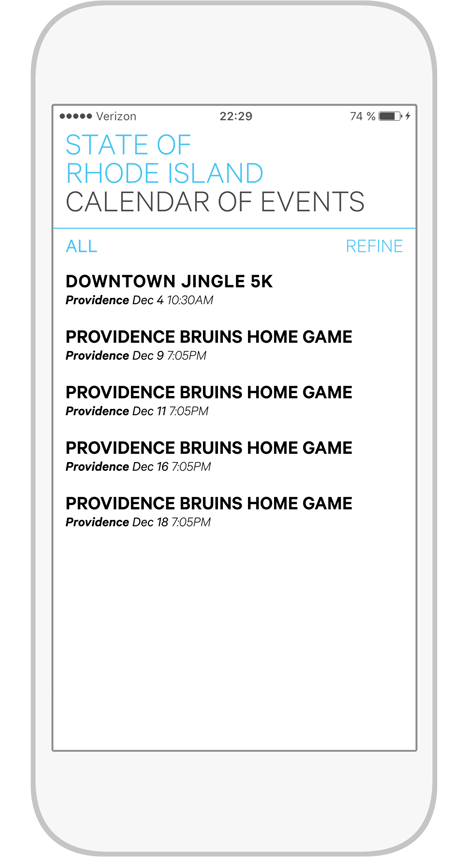 Verizon 22:29 74 %
STATE OF
RHODE ISLAND
CALENDAR OF EVENTS
ALL REFINE
DOWNTOWN JINGLE 5K
Providence Dec 4 10:30AM
PROVIDENCE BRUINS HOME GAME
Providence Dec 9 7:05PM
PROVIDENCE BRUINS HOME GAME
Providence Dec 11 7:05PM
PROVIDENCE BRUINS HOME GAME
Providence Dec 16 7:05PM
PROVIDENCE BRUINS HOME GAME
Providence Dec 18 7:05PM